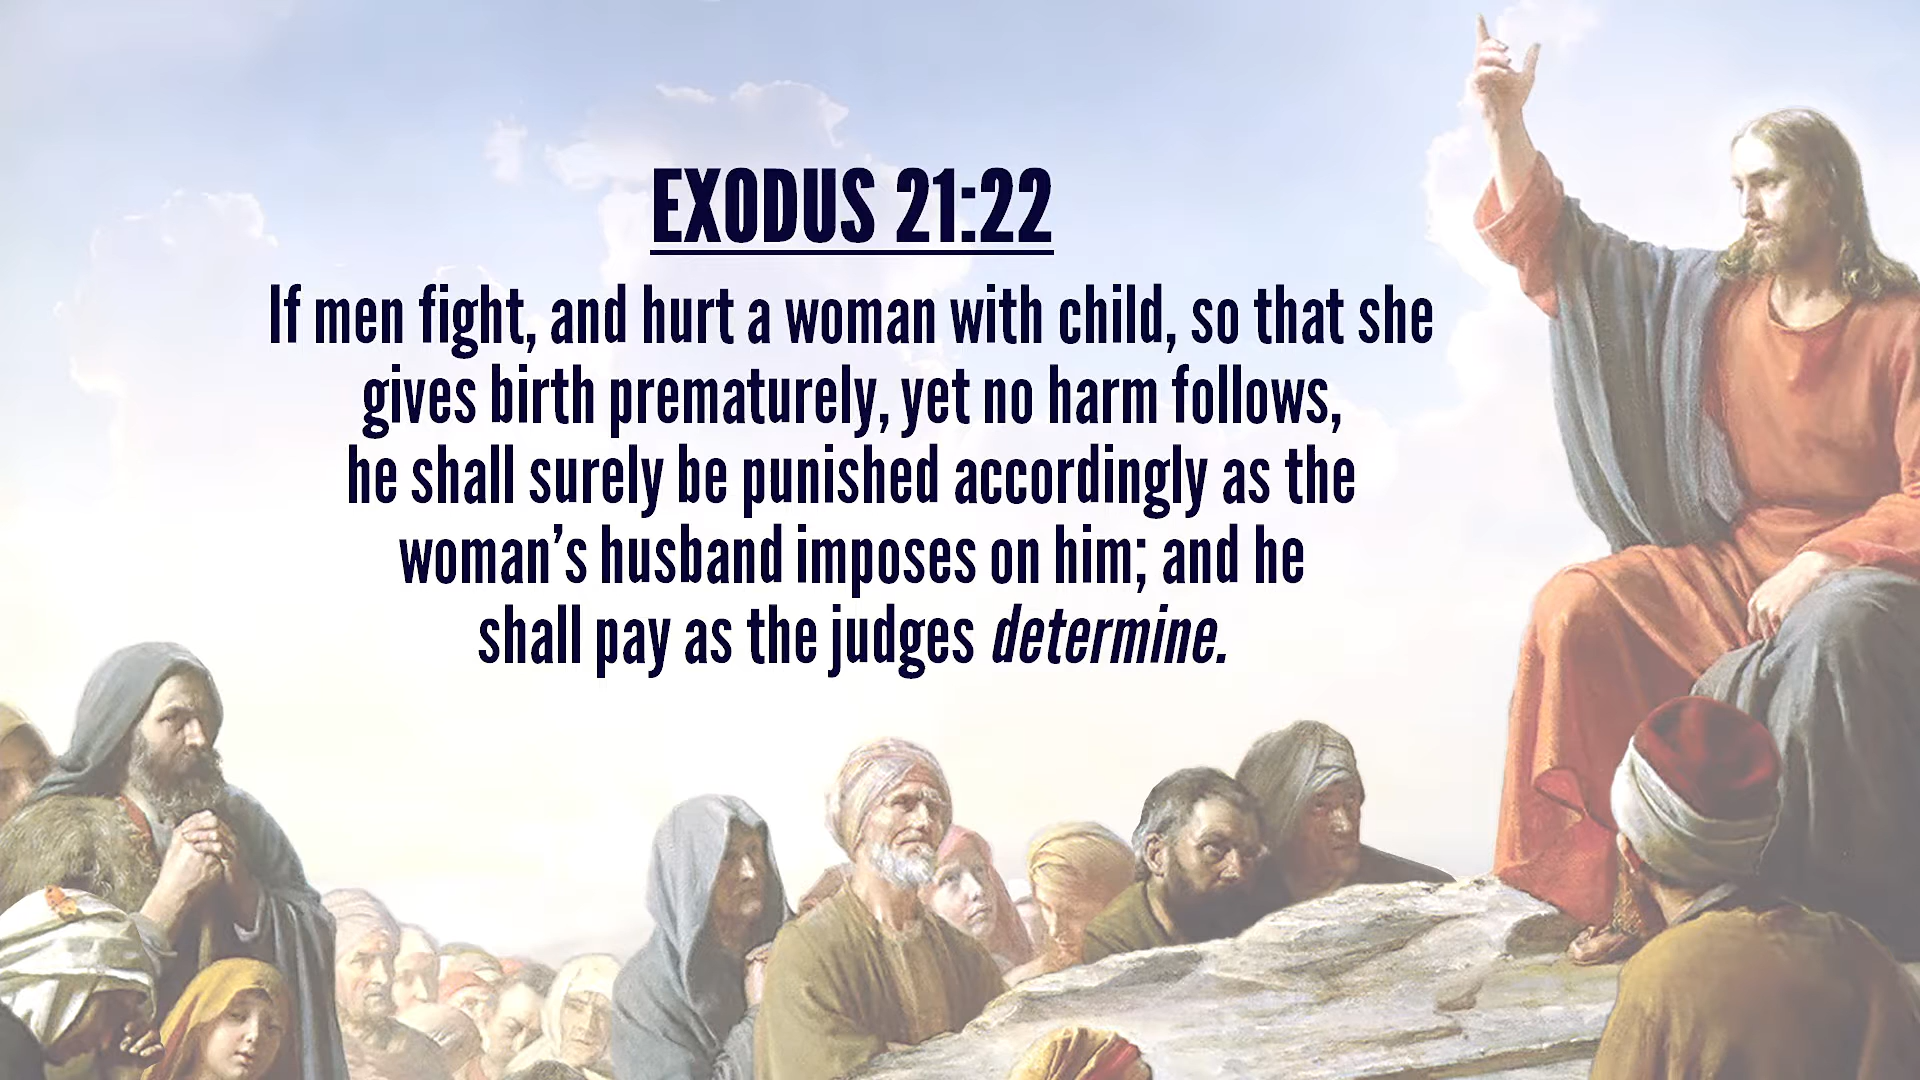 EXODUS 21:22
If men fight, and hurt a woman with child, so that she
gives birth prematurely, yet no harm follows,
he shall surely be punished accordingly as the
woman’s husband imposes on him; and he
shall pay as the judges determine.